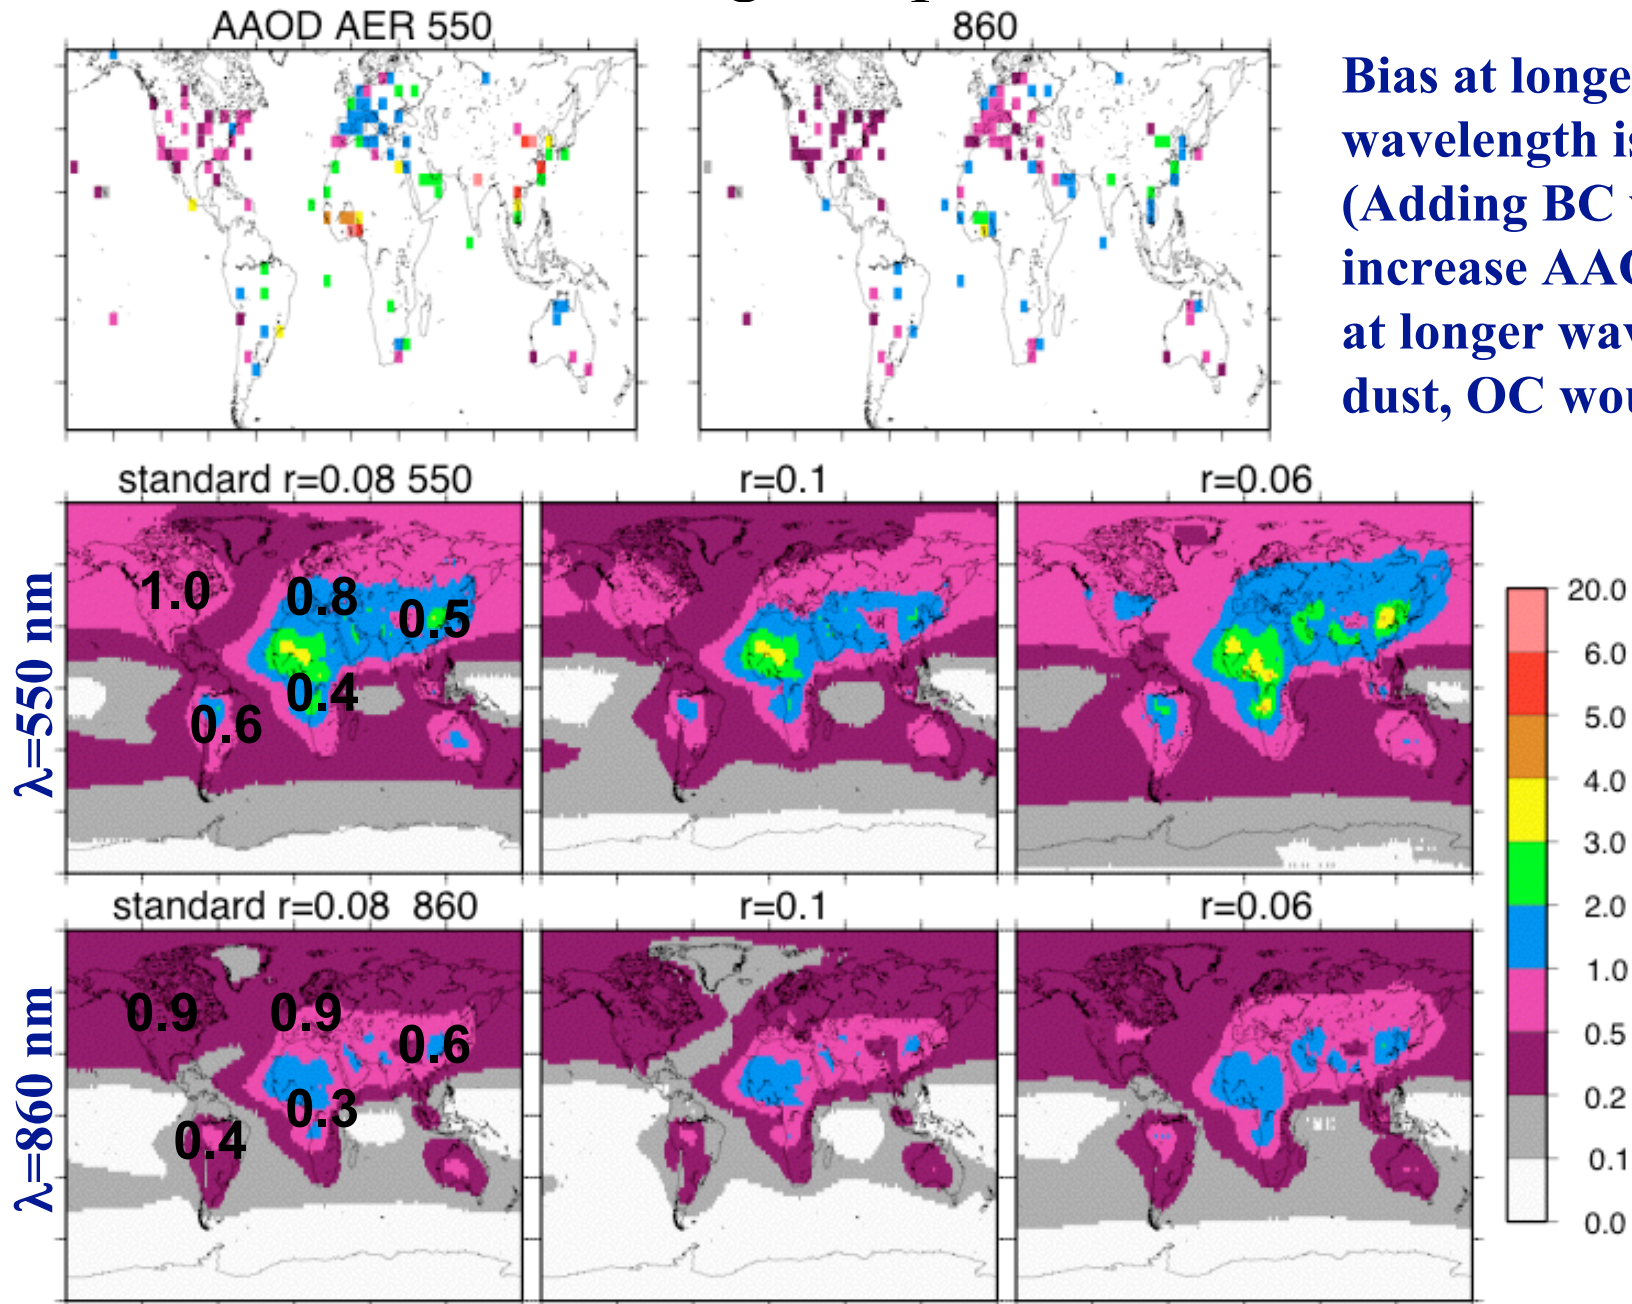 AAOD AER 550
860
Bias at longe
wavelength is
(Adding BC
increase AAO
at longer wav
dust, OC wou
standard r=0.08 550
r=0.1
r=0.06
λ=550 nm
1.0
0.8
0.5
0.4
0.6
standard r=0.08 860
r=0.1
r=0.06
λ=860 nm
0.9
0.9
0.6
0.3
0.4
20.0
6.0
5.0
4.0
3.0
2.0
1.0
0.5
0.2
0.1
0.0